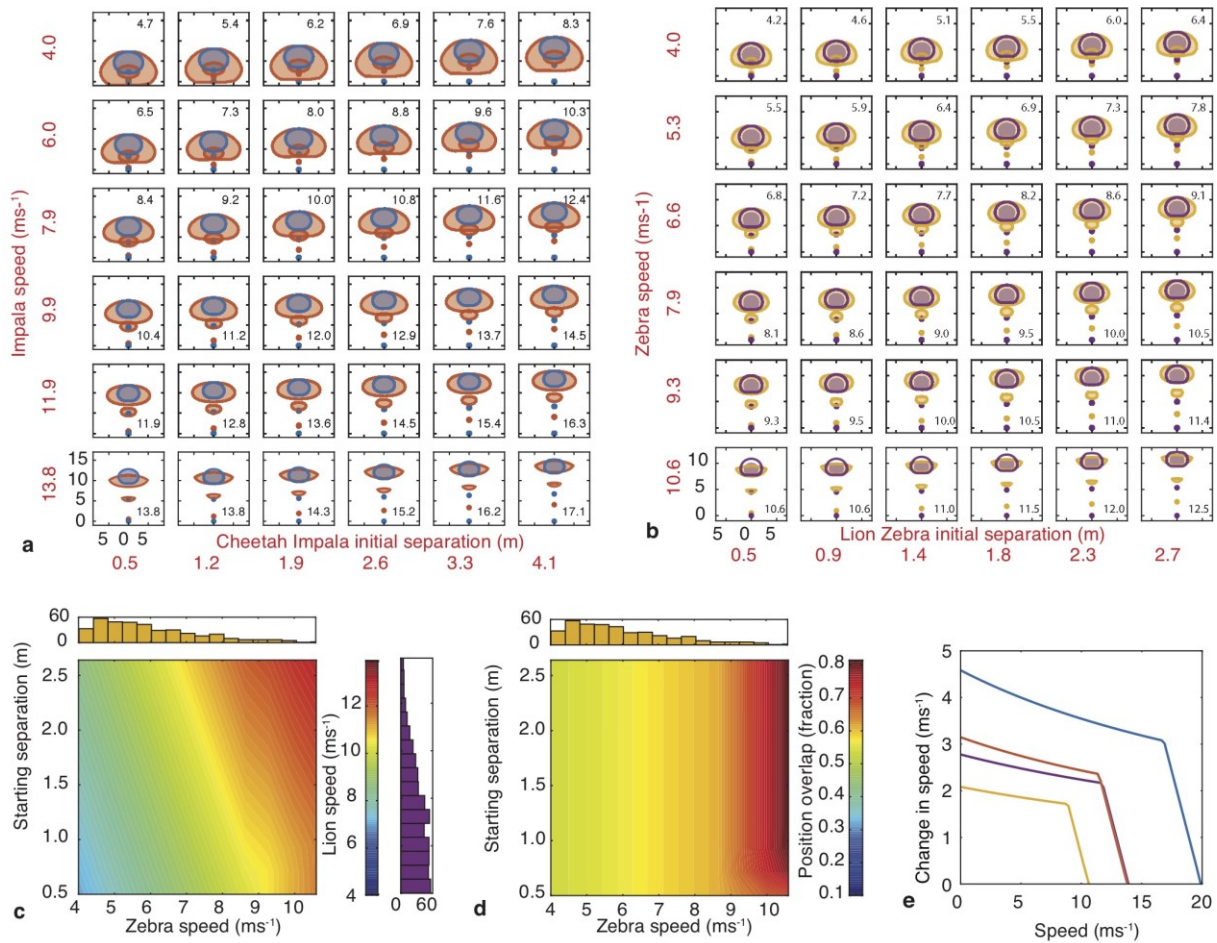 4.7 5.4 6.2 6.9 7.6 8.3
4.0
6.5 7.3 8.0 8.8 9.6 10.3
6.0
8.4 9.2 10.0 10.8 11.6 12.4
7.9
Impala speed (ms-1)
9.9
10.4 11.2 12.0 12.9 13.7 14.5
11.9
11.9 12.8 13.6 14.5 15.4 16.3
13.8
15
10
5
0
13.8 13.8 14.3 15.2 16.2 17.1
5 0 5
a
Cheetah Impala initial separation (m)
0.5 1.2 1.9 2.6 3.3 4.1
4.2 4.6 5.1 5.5 6.0 6.4
4.0
5.5 5.9 6.4 6.9 7.3 7.8
5.3
6.8 7.2 7.7 8.2 8.6 9.1
6.6
Zebra speed (ms-1)
7.9
8.1 8.6 9.0 9.5 10.0 10.5
9.3
9.3 9.5 10.0 10.5 11.0 11.4
10.6
10
5
0
10.6 10.6 11.0 11.5 12.0 12.5
5 0 5
b
Lion Zebra initial separation (m)
0.5 0.9 1.4 1.8 2.3 2.7
60
0
Starting separation (m)
2.5
2.0
1.5
1.0
0.5
4 5 6 7 8 9 10
Zebra speed (ms-1)
c
Lion speed (ms-1)
12
10
8
6
4
0 60
60
0
Starting separation (m)
2.5
2.0
1.5
1.0
0.5
4 5 6 7 8 9 10
Zebra speed (ms-1)
d
Position overlap (fraction)
0.8
0.7
0.6
0.5
0.4
0.3
0.2
0.1
Change in speed (ms-1)
5
4
3
2
1
0
0 5 10 15 20
Speed (ms-1)
e